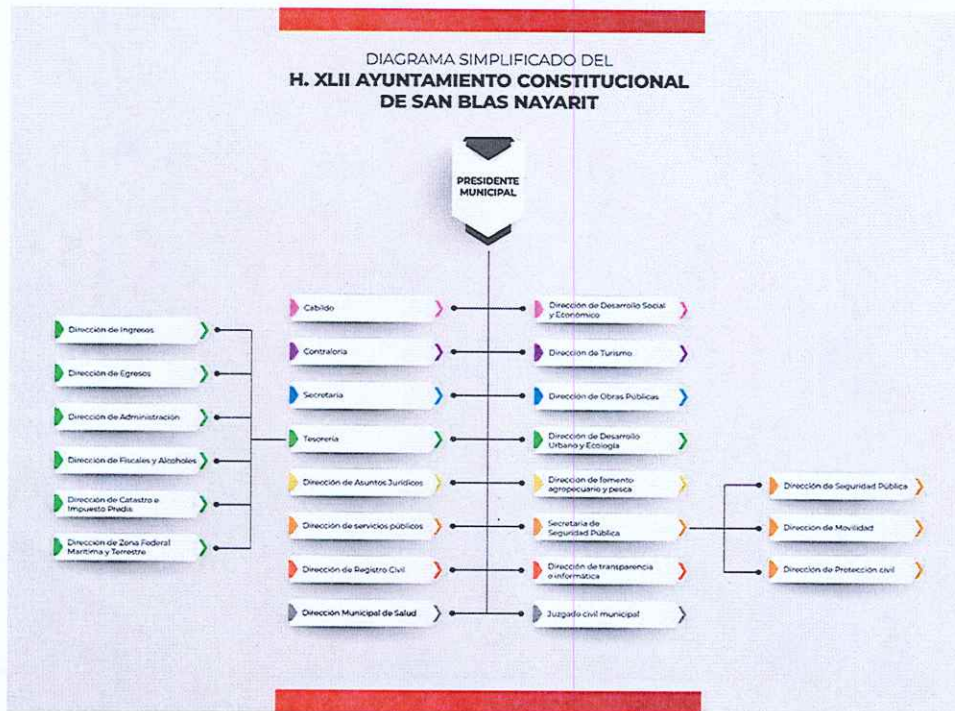 DIAGRAMA SIMPLIFICADO DEL
H. XLII AYUNTAMIENTO CONSTITUCIONAL
DE SAN BLAS NAYARIT
PRESIDENTE
MUNICIPAL
Dirección de Ingresos
Dirección de Egresos
Dirección de Administración
Dirección de Fiscales y Alcoholes
Dirección de Catastro e
Impuesto Predia
Dirección de Zona Federal
Marítima y Terrestre
Cabildo
Contraloría
Secretaría
Tesorería
Dirección de Asuntos Jurídicos
Dirección de servicios públicos
Dirección de Registro Civil
Dirección Municipal de Salud
Dirección de Desarrollo Social
y Económico
Dirección de Turismo
Dirección de Obras Públicas
Dirección de Desarrollo
Urbano y Ecología
Dirección de fomento
agropecuario y pesca
Secretaría de
Seguridad Pública
Dirección de transparencia
e informática
Juzgado civil municipal
Dirección de Seguridad Pública
Dirección de Movilidad
Dirección de Protección civil